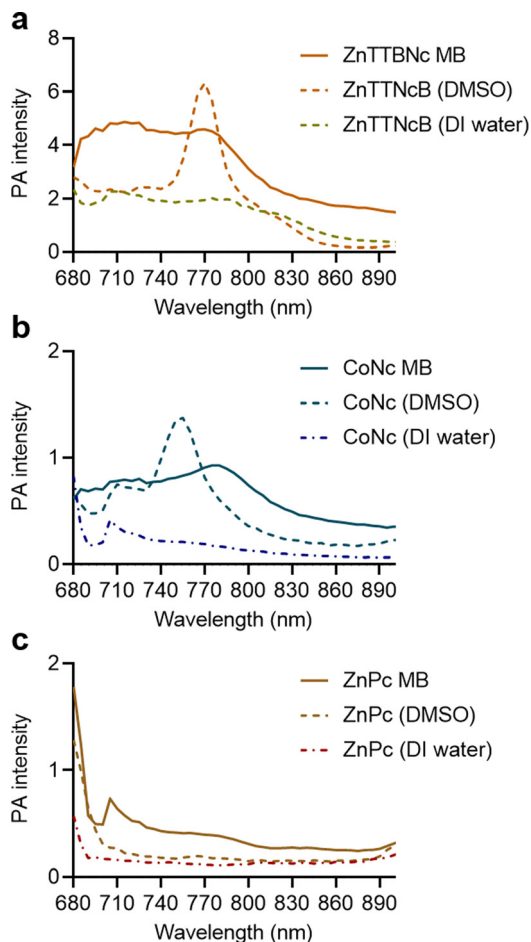 a
8
6
4
2
0
PA intensity
ZnTTBNc MB
ZnTTNcB (DMSO)
ZnTTNcB (DI water)
680 710 740 770 800 830 860 890
Wavelength (nm)
b
2
1
0
PA intensity
CoNc MB
CoNc (DMSO)
CoNc (DI water)
680 710 740 770 800 830 860 890
Wavelength (nm)
c
2
1
0
PA intensity
ZnPc MB
ZnPc (DMSO)
ZnPc (DI water)
680 710 740 770 800 830 860 890
Wavelength (nm)